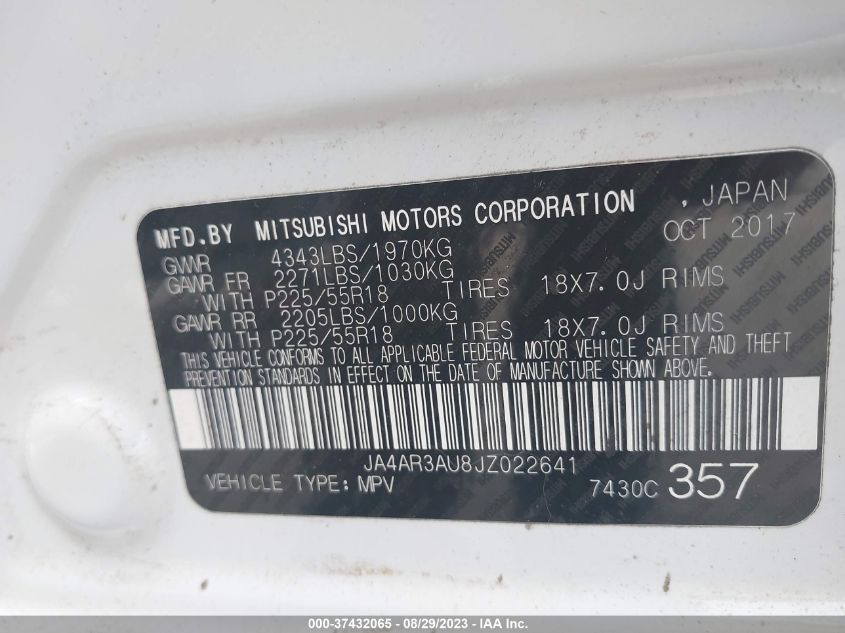 MFD.BY MITSUBISHI MOTORS CORPORATION , JAPAN
OCT 2017
GWR 4343LBS/1970KG
GAWR FR 2271LBS/1030KG
WITH P225/55R18 TIRES 18X7.0J RIMS
GAWR RR 2205LBS/1000KG
WITH P225/55R18 TIRES 18X7.0J RIMS
THIS VEHICLE CONFORMS TO ALL APPLICABLE FEDERAL MOTOR VEHICLE SAFETY AND THEFT
PREVENTION STANDARDS IN EFFECT ON THE DATE OF MANUFACTURE SHOWN ABOVE.
JA4AR3AU8JZ022641
VEHICLE TYPE: MPV 7430C 357
000-37432065 - 08/29/2023 - IAA Inc.